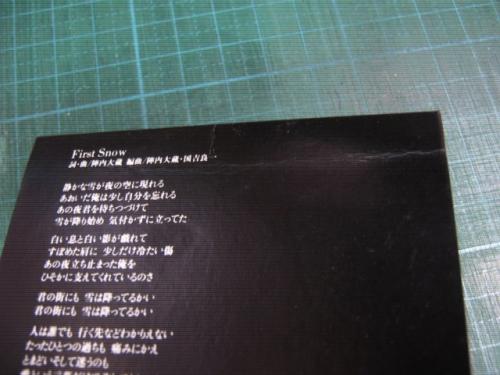 First Snow
詞・曲/陣内大蔵 編曲/陣内大蔵・国吉良一
静かな雪が夜の空に現れる
あおいだ俺は少し自分を忘れる
あの夜君を待ちつづけて
雪が降り始め 気付かずに立ってた
白い息と白い影が戯れて
すぼめた肩に 少しだけ冷たい傷
あの夜立ち止まった俺を
ひそかに支えてくれているのさ
君の街にも 雪は降ってるかい
君の街にも 雪は降ってるかい
人は誰でも 行く先などわかりえない
たったひとつの過ちも 痛みにかえ
とまどいそして迷うのも